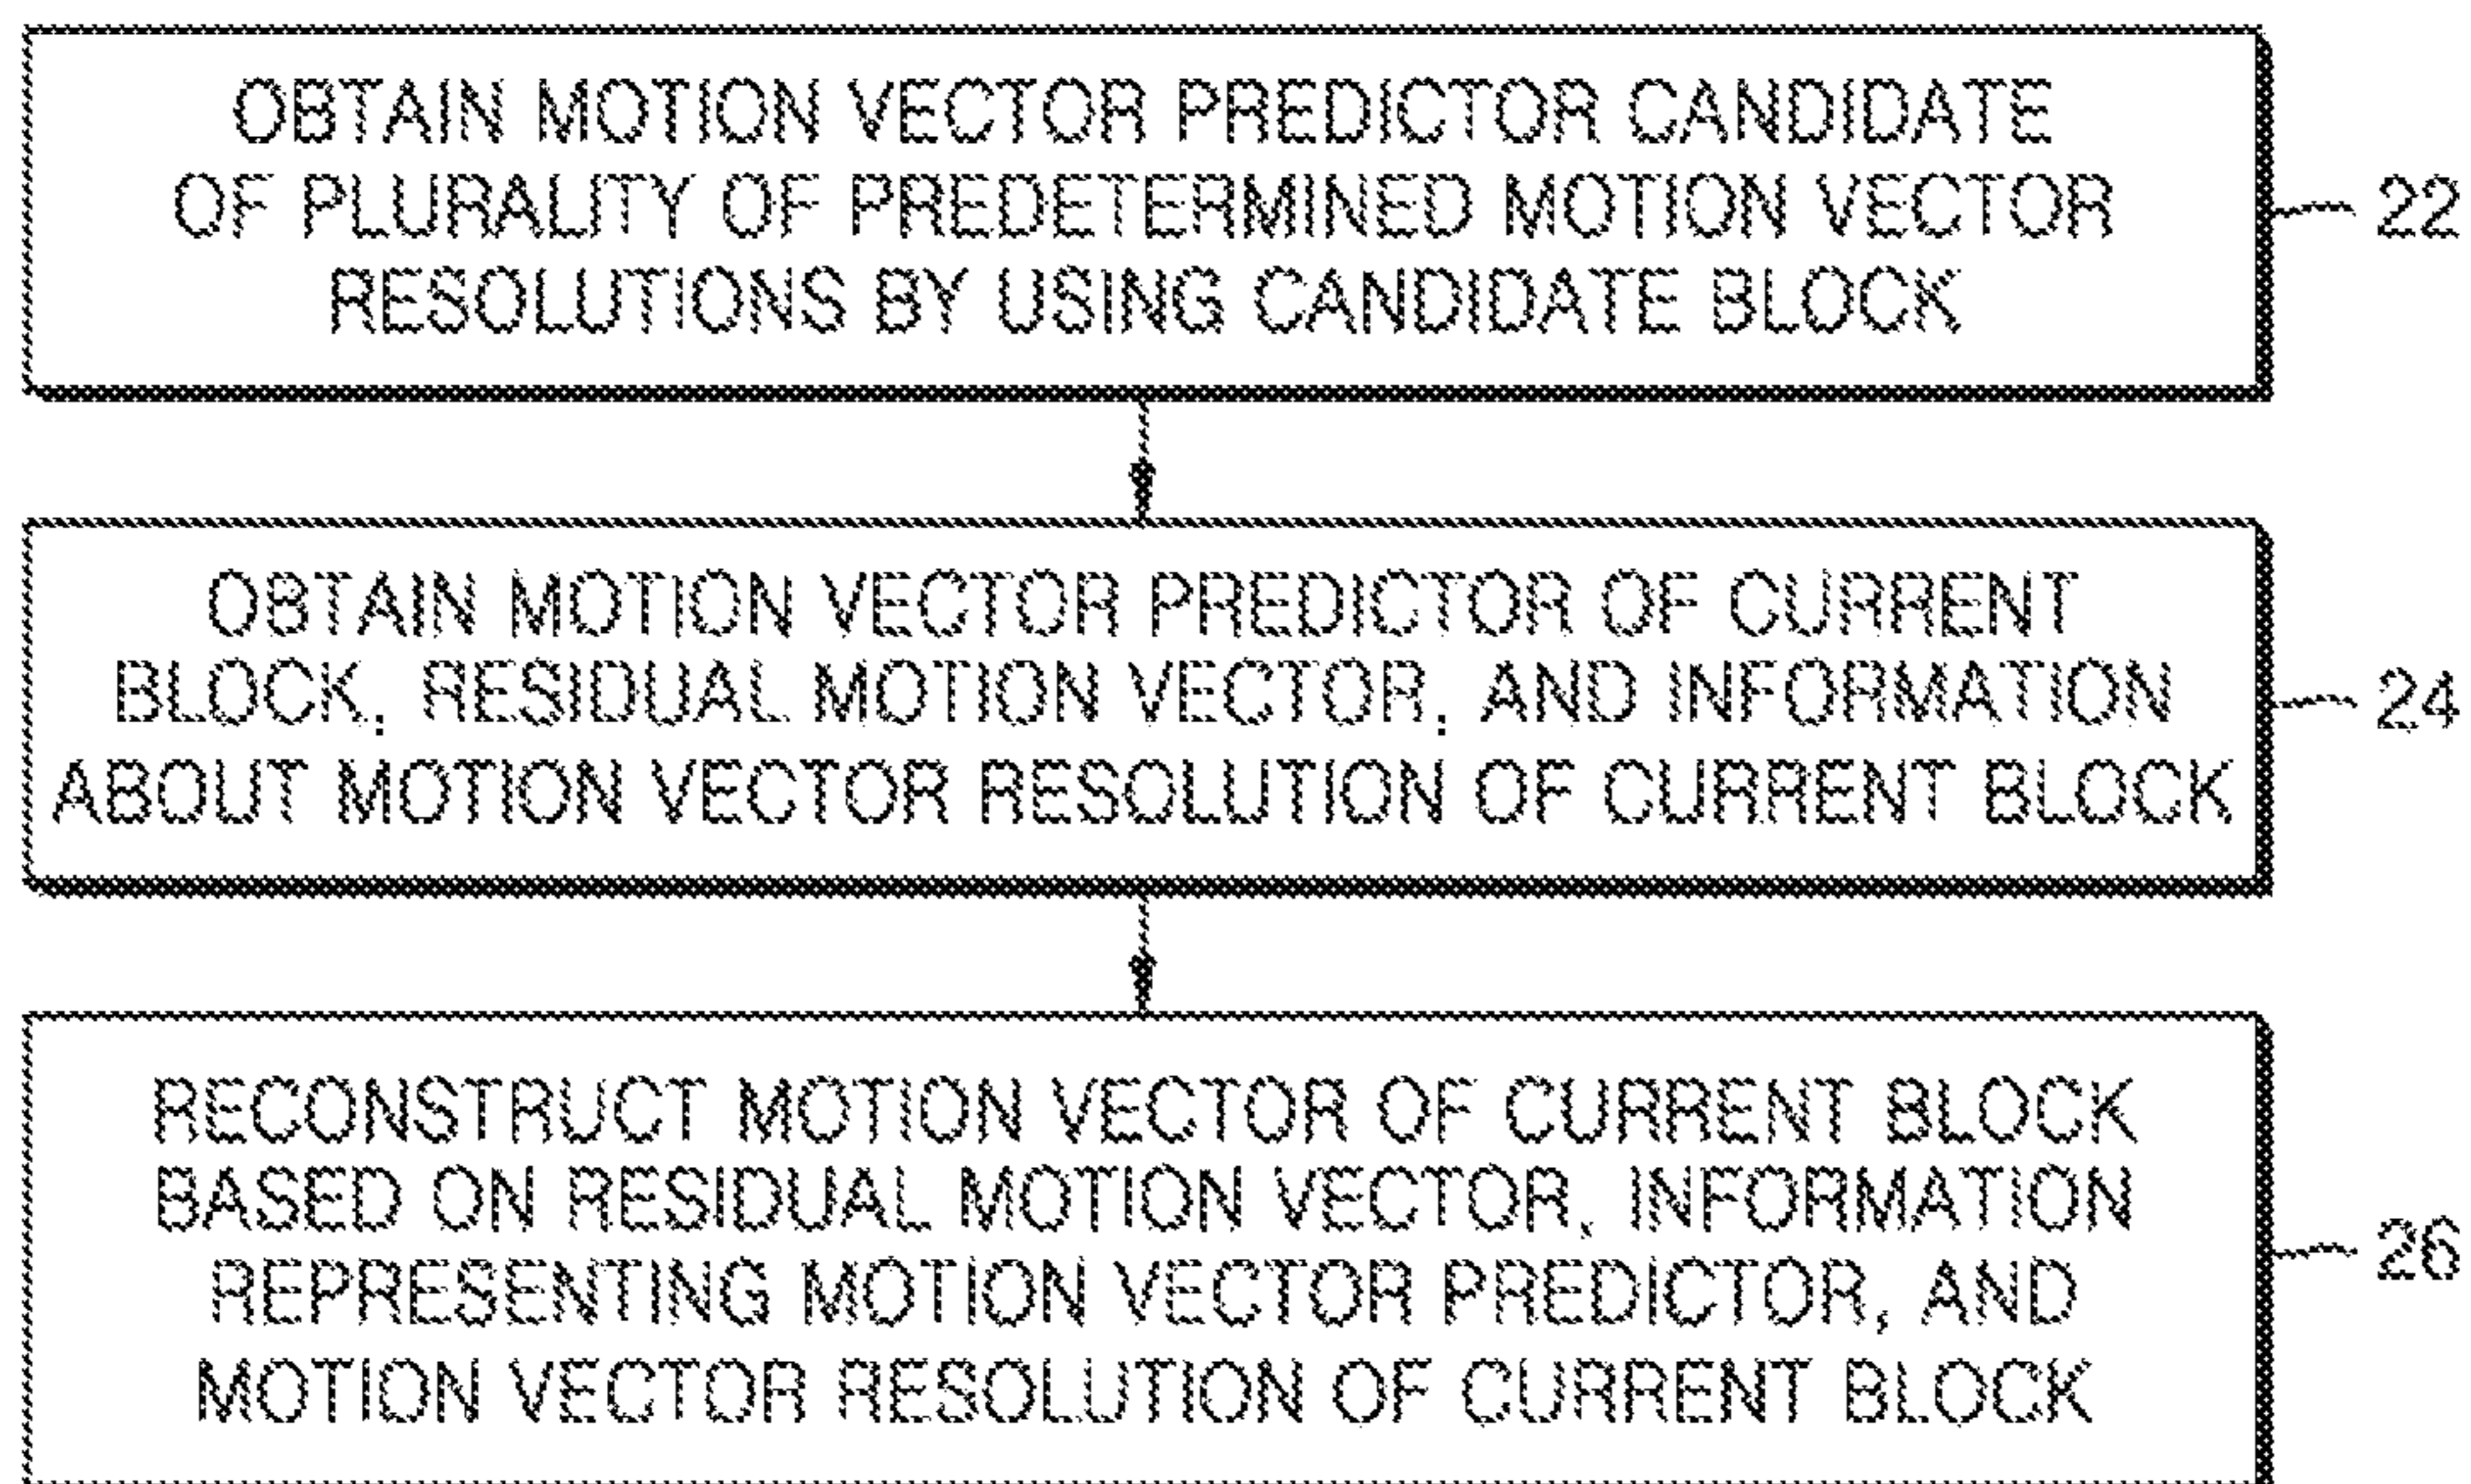 OBTAIN MOTION VECTOR PREDICTOR CANDIDATE
OF PLURALITY OF PREDETERMINED MOTION VECTOR
RESOLUTIONS BY USING CANDIDATE BLOCK
22
OBTAIN MOTION VECTOR PREDICTOR OF CURRENT
BLOCK, RESIDUAL MOTION VECTOR, AND INFORMATION
ABOUT MOTION VECTOR RESOLUTION OF CURRENT BLOCK
24
RECONSTRUCT MOTION VECTOR OF CURRENT BLOCK
BASED ON RESIDUAL MOTION VECTOR, INFORMATION
REPRESENTING MOTION VECTOR PREDICTOR, AND
MOTION VECTOR RESOLUTION OF CURRENT BLOCK
26